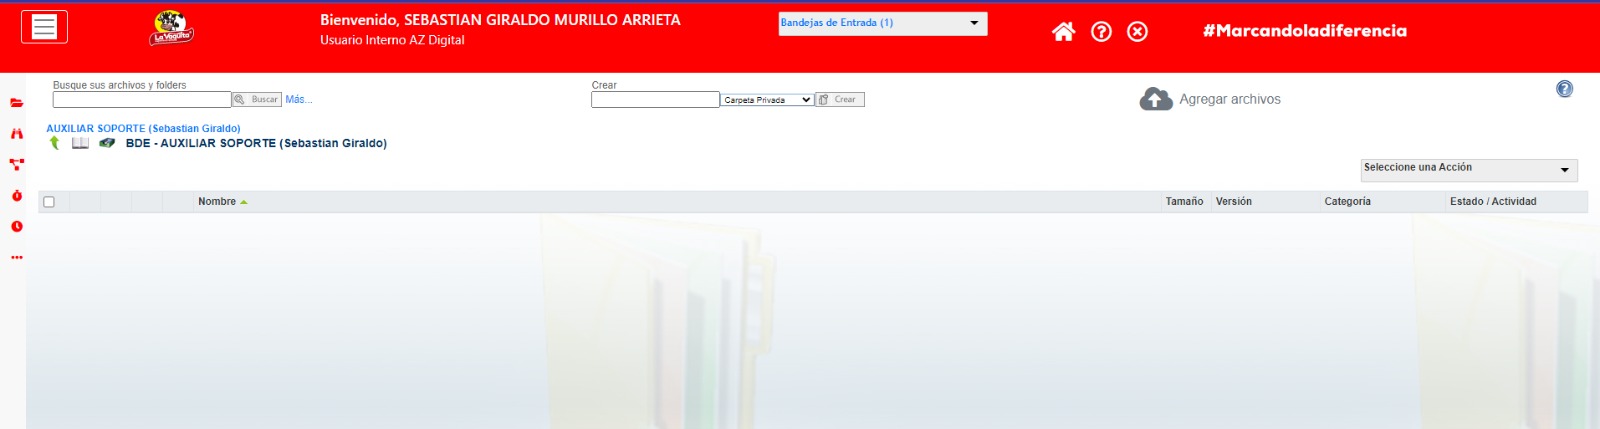 Bienvenido, SEBASTIAN GIRALDO MURILLO ARRIETA
Usuario Interno AZ Digital
Bandejas de Entrada (1)
#Marcandoladiferencia
La Vaquita
Busque sus archivos y folders
Buscar
Más...
Crear
Carpeta Privada
Crear
Agregar archivos
AUXILIAR SOPORTE (Sebastian Giraldo)
BDE - AUXILIAR SOPORTE (Sebastian Giraldo)
Seleccione una Acción
Nombre
Tamaño
Versión
Categoría
Estado / Actividad